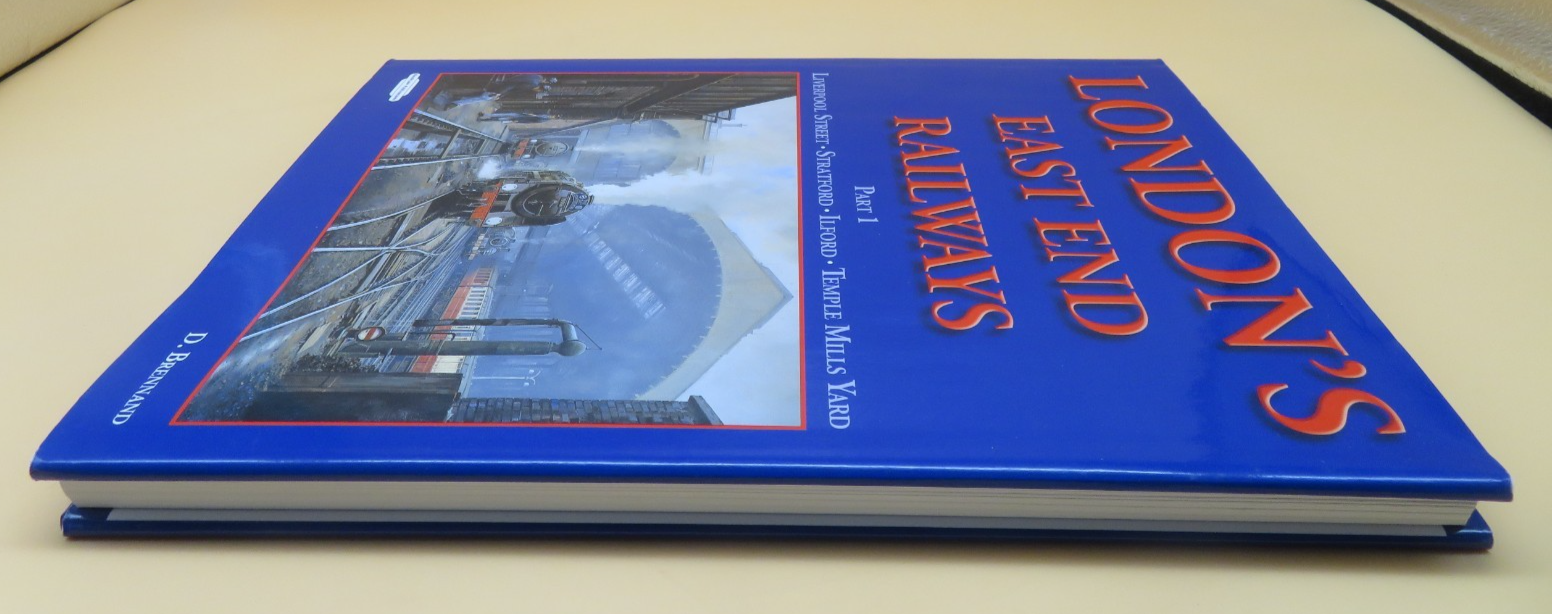 LONDON'S
EAST END
RAILWAYS
PART 1
LIVERPOOL STREET • STRATFORD • ILFORD • TEMPLE MILLS YARD
D. BRENNAND